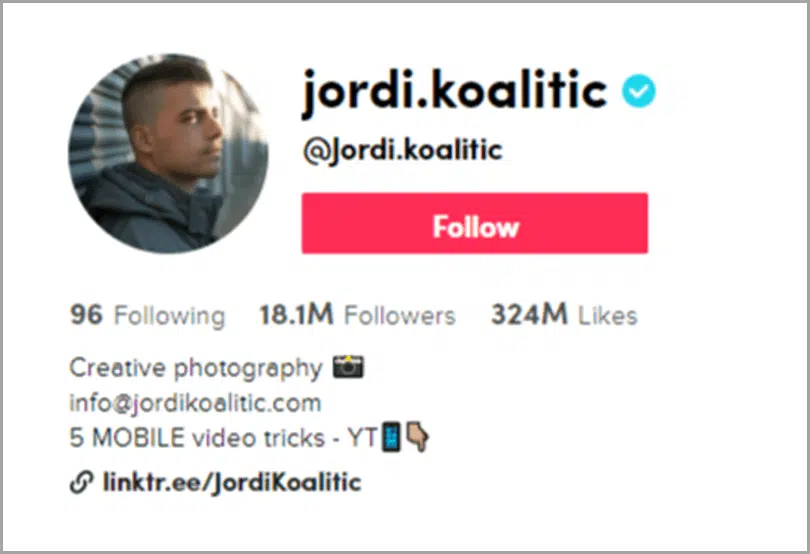 jordi.koalitic
@Jordi.koalitic
Follow
96 Following 18.1M Followers 324M Likes
Creative photography 📸
info@jordikoalitic.com
5 MOBILE video tricks - YT📱👇🏽
linktr.ee/JordiKoalitic